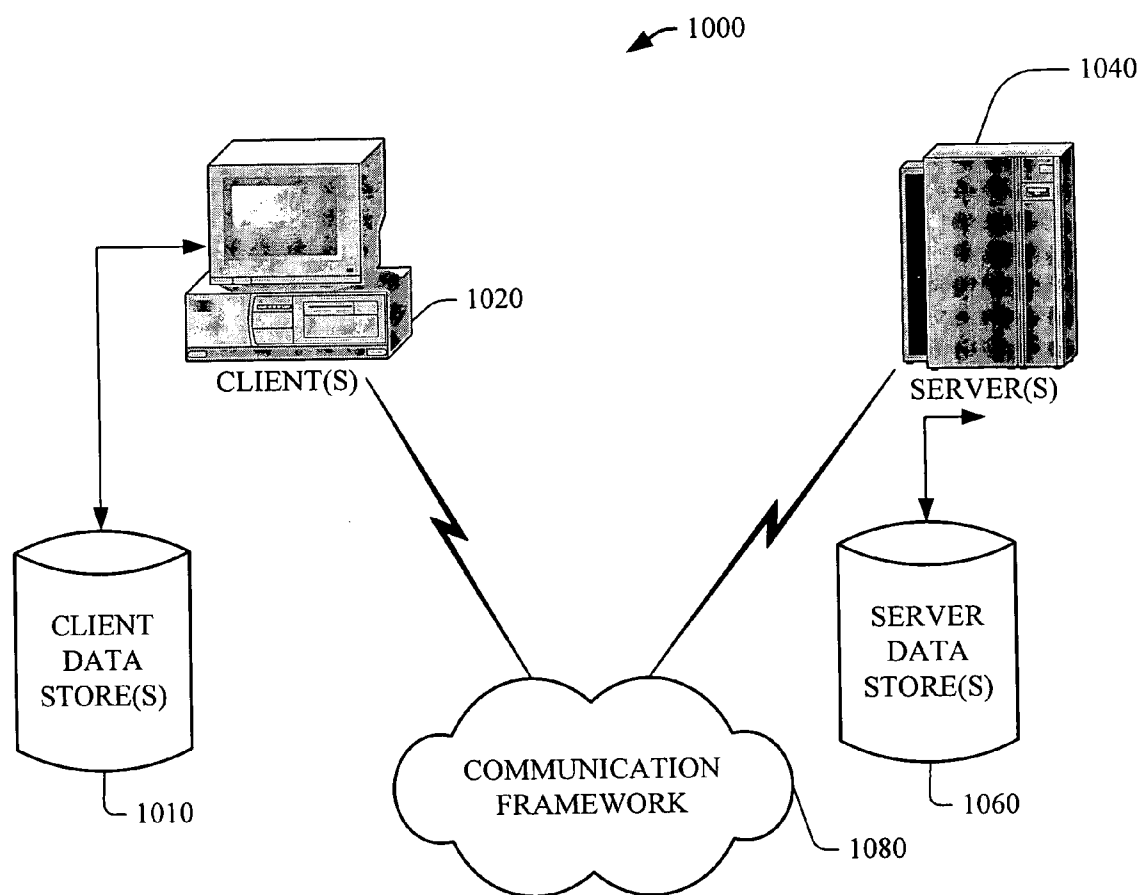 1000
1040
1020
CLIENT(S)
SERVER(S)
CLIENT
DATA
STORE(S)
SERVER
DATA
STORE(S)
COMMUNICATION
FRAMEWORK
1010
1060
1080